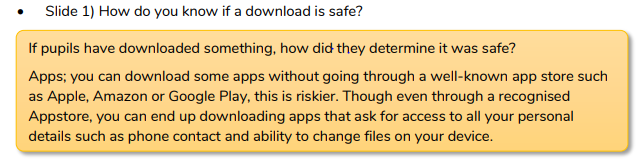 • Slide 1) How do you know if a download is safe?
If pupils have downloaded something, how did they determine it was safe?
Apps; you can download some apps without going through a well-known app store such
as Apple, Amazon or Google Play, this is riskier. Though even through a recognised
Appstore, you can end up downloading apps that ask for access to all your personal
details such as phone contact and ability to change files on your device.